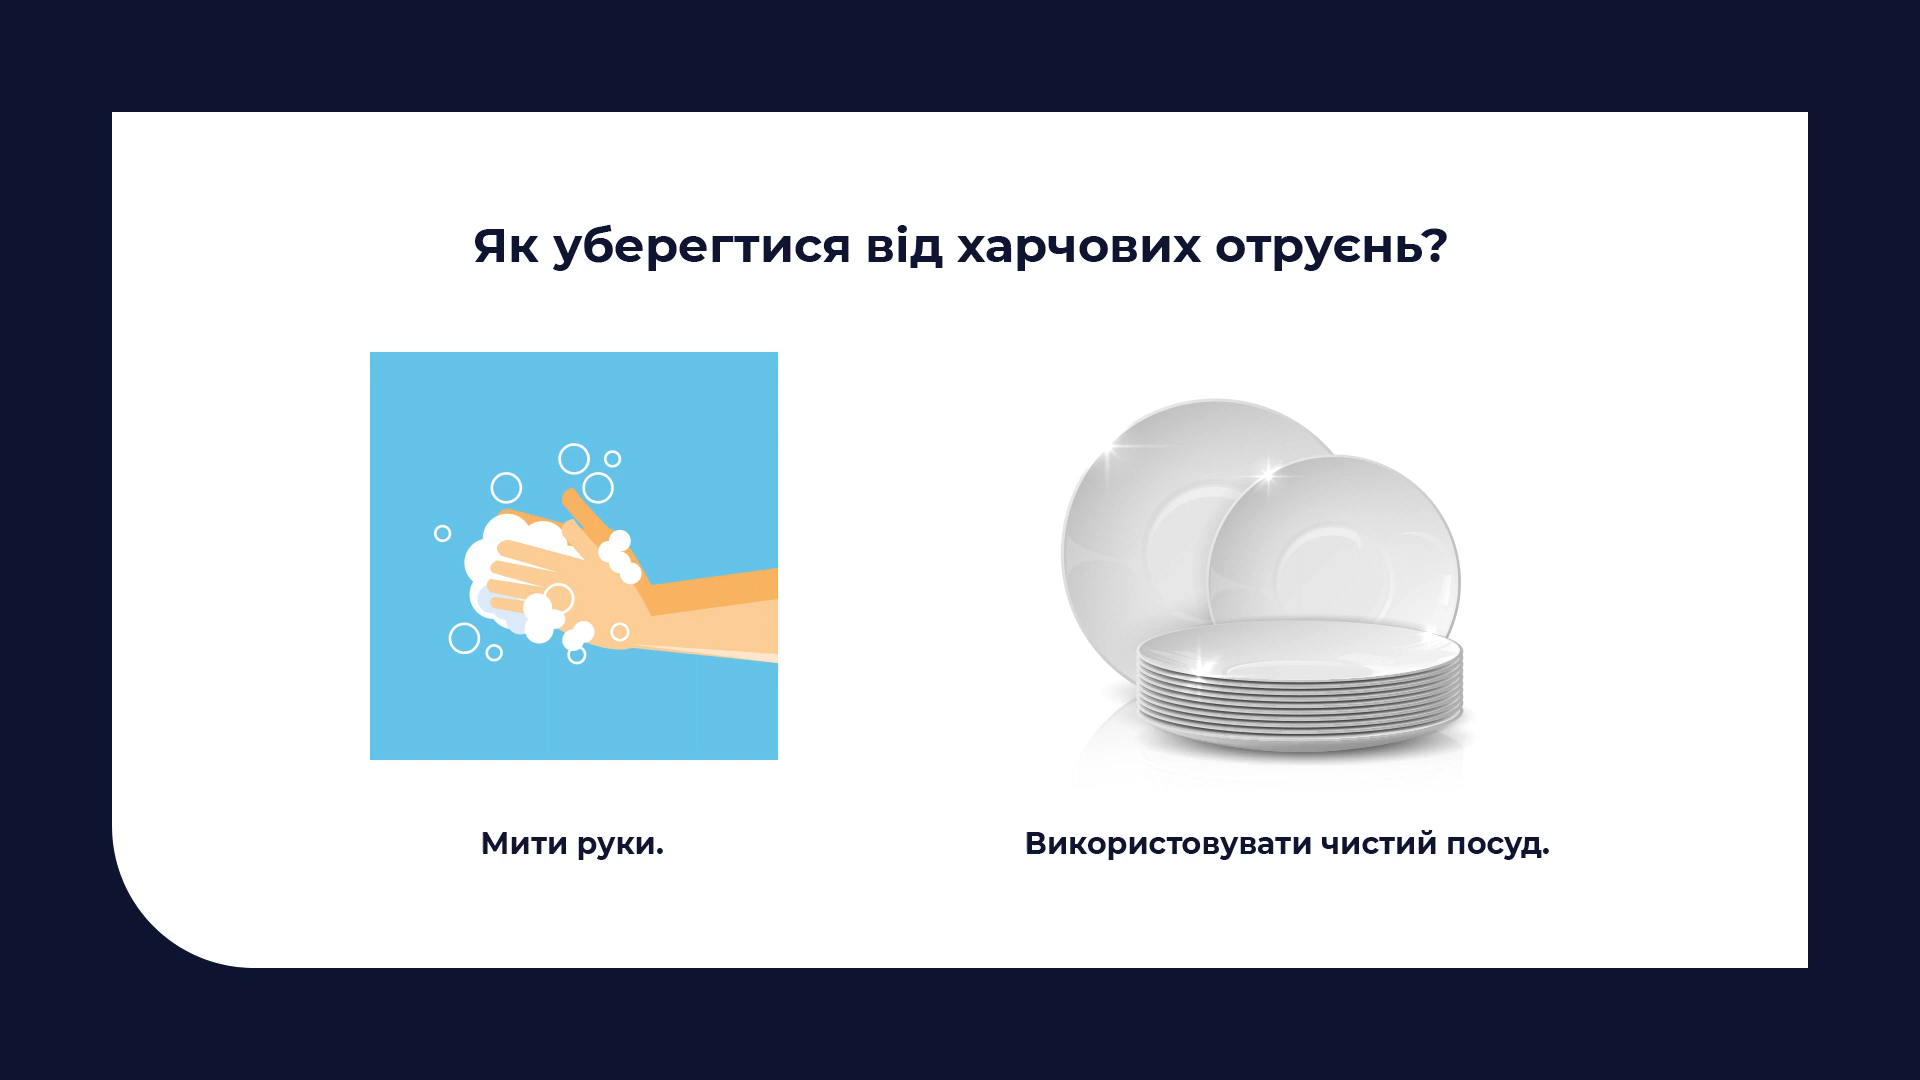 Як уберегтися від харчових отруєнь?
Мити руки.
Використовувати чистий посуд.